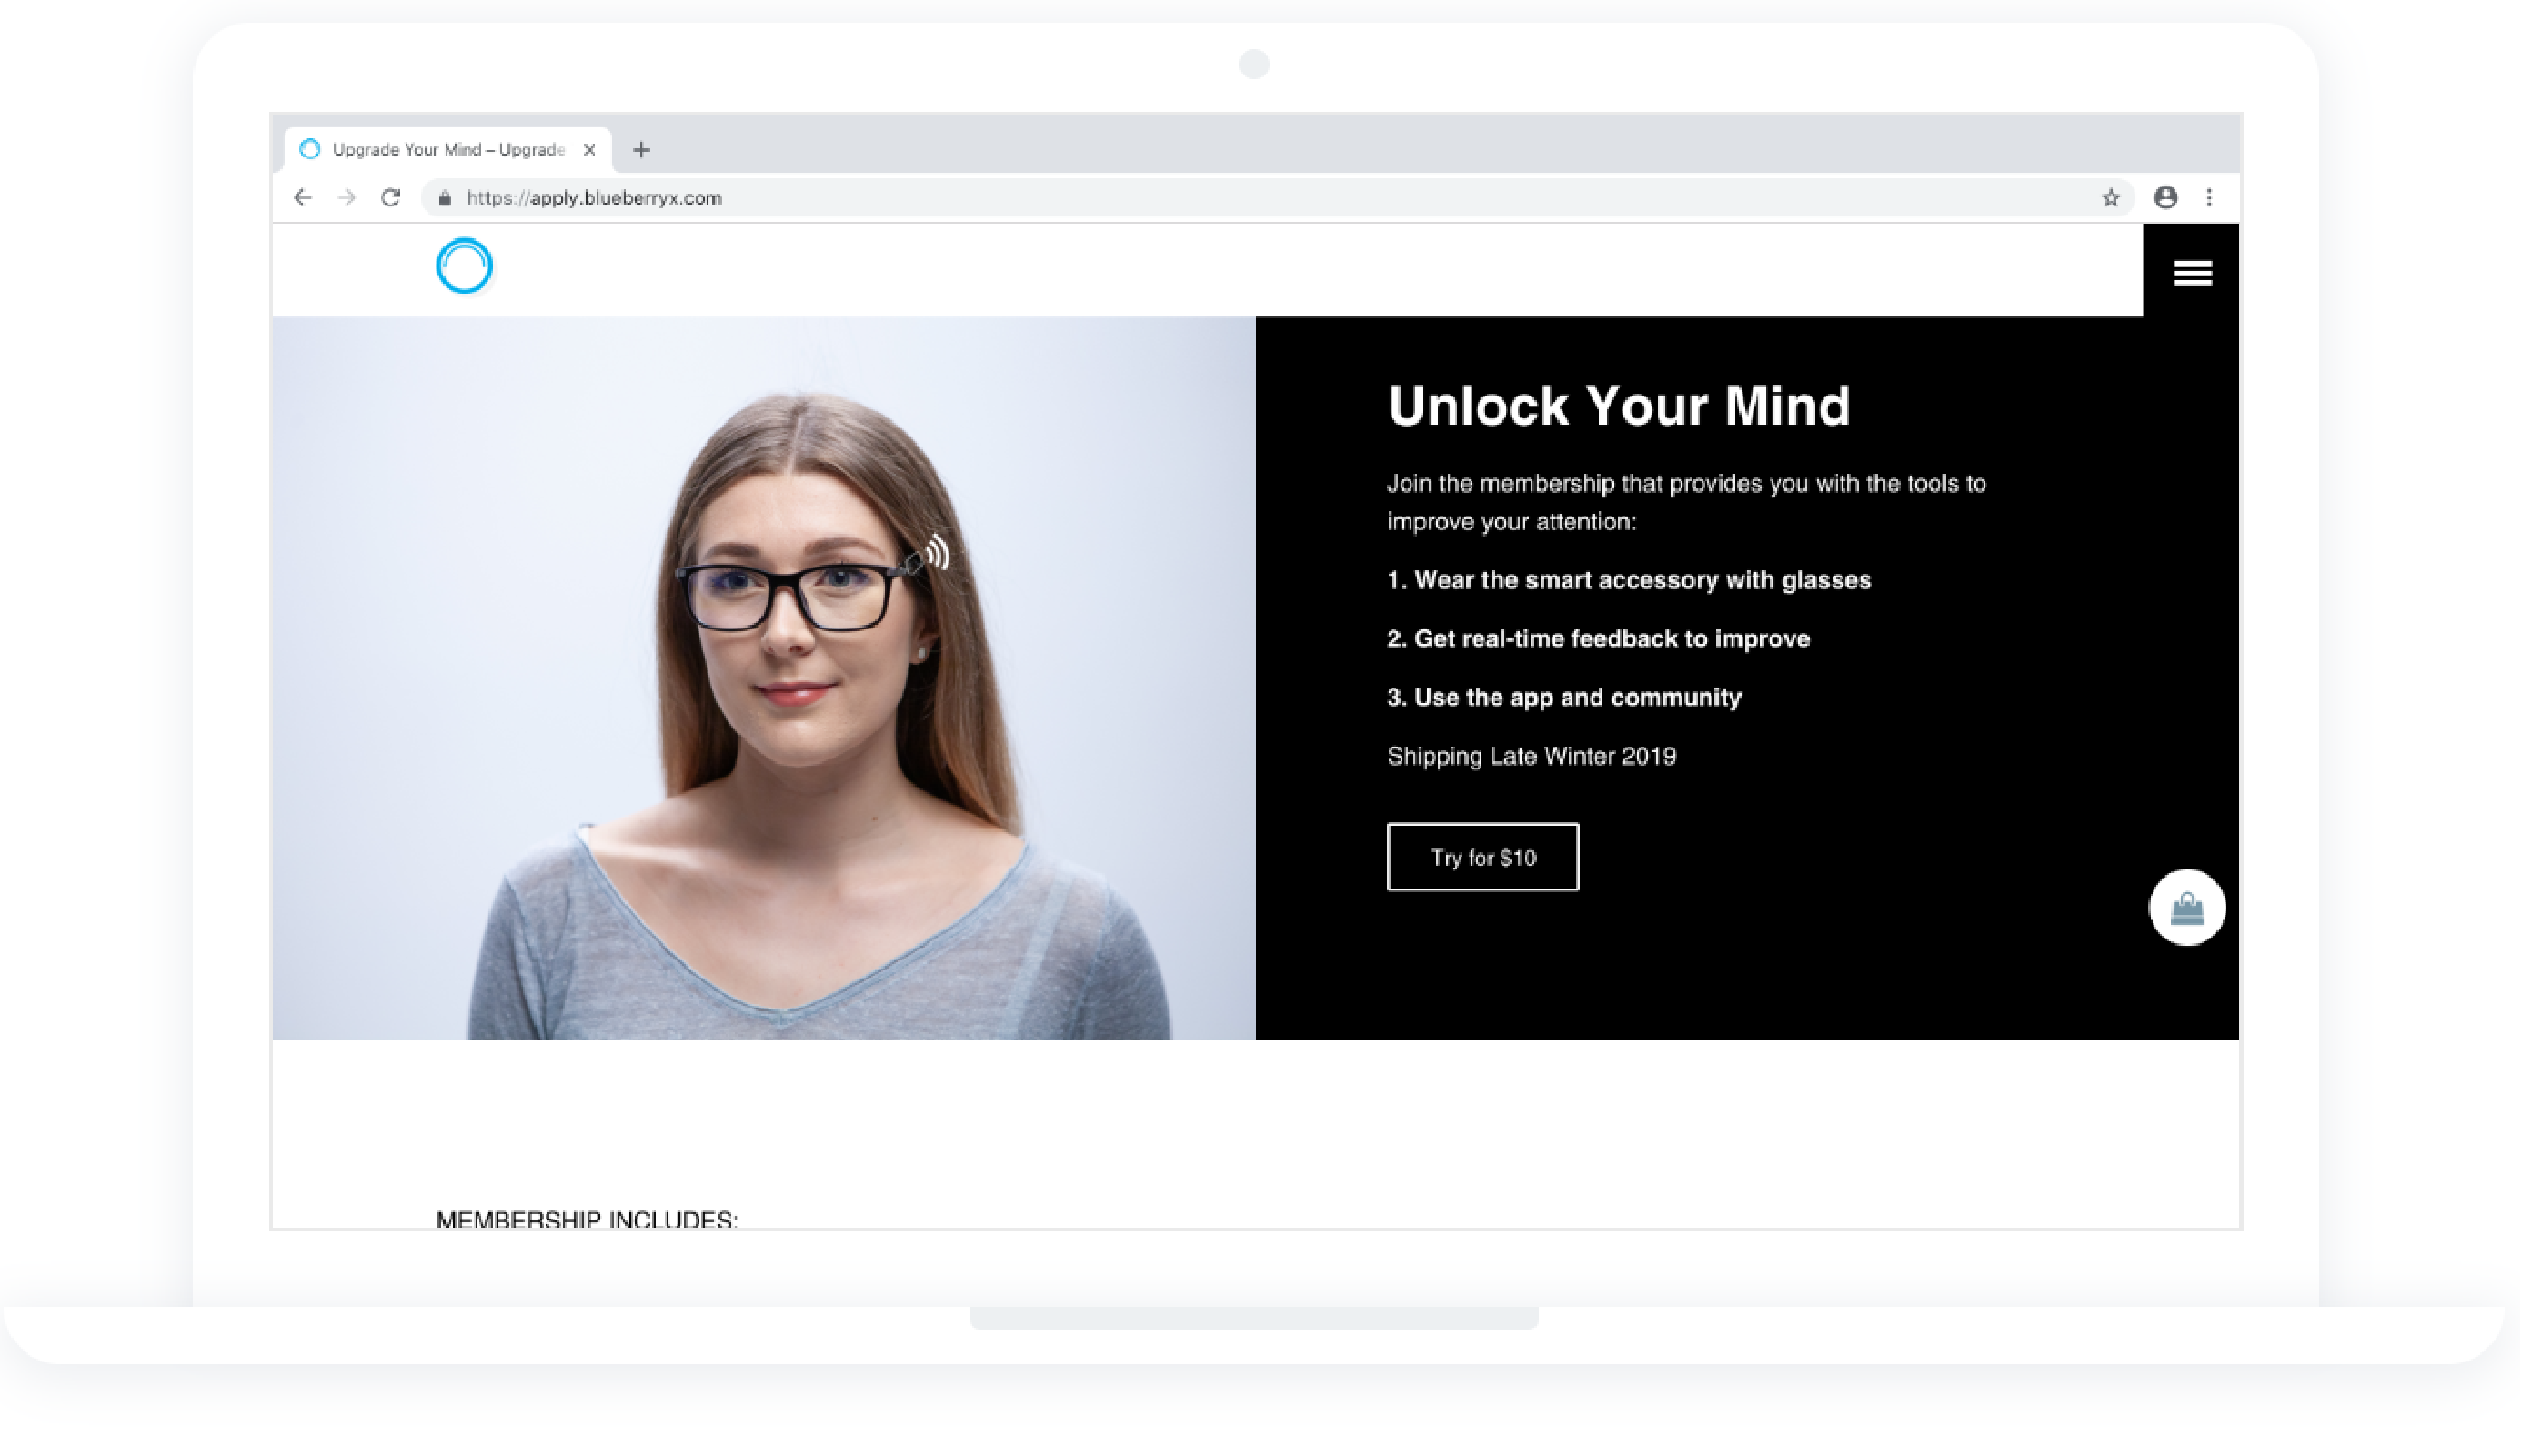 Upgrade Your Mind – Upgrade
https://apply.blueberryx.com
Unlock Your Mind
Join the membership that provides you with the tools to
improve your attention:
1. Wear the smart accessory with glasses
2. Get real-time feedback to improve
3. Use the app and community
Shipping Late Winter 2019
Try for $10
MEMBERSHIP INCLUDES: